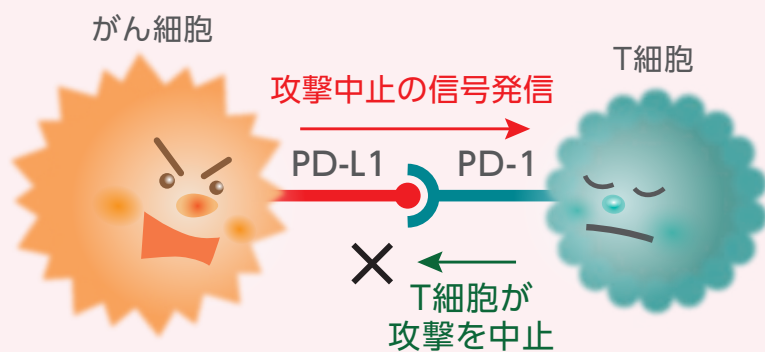 がん細胞
T細胞
攻撃中止の信号発信
PD-L1
PD-1
T細胞が
攻撃を中止